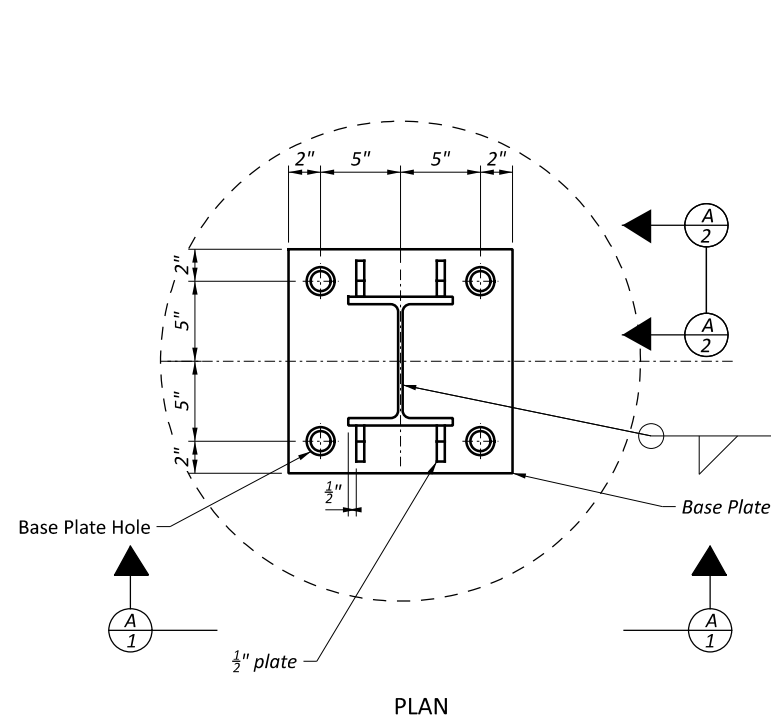 2" 5" 5" 2"
A
2
2"
5"
A
2
5"
2"
1/2"
Base Plate
Base Plate Hole
A
1
A
1
1/2" plate
PLAN